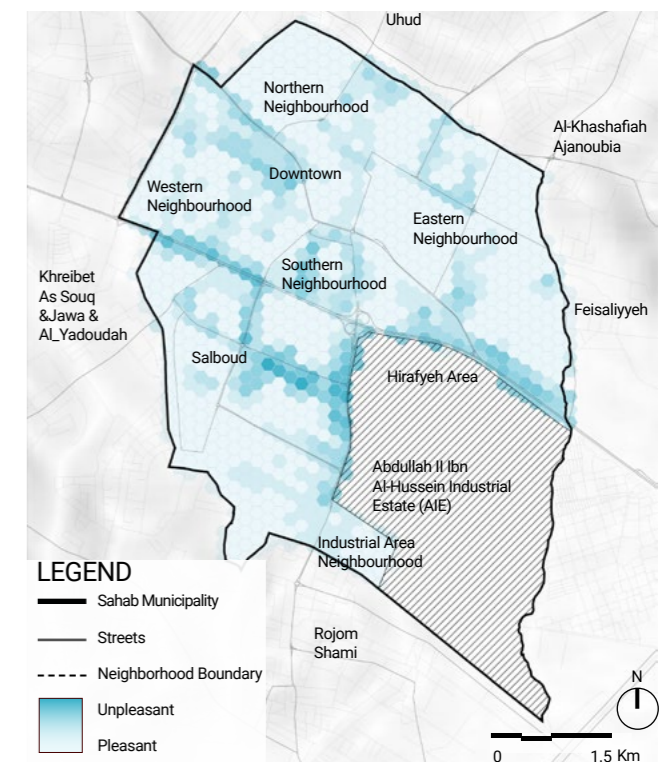 Uhud
Northern
Neighbourhood
Al-Khashafiah
Ajanoubia
Downtown
Western
Neighbourhood
Eastern
Neighbourhood
Southern
Neighbourhood
Khreibet
As Souq
&Jawa &
Al_Yadoudah
Feisaliyyeh
Salboud
Hirafyeh Area
Abdullah II Ibn
Al-Hussein Industrial
Estate (AIE)
Industrial Area
Neighbourhood
LEGEND
Sahab Municipality
Streets
Neighborhood Boundary
Unpleasant
Pleasant
Rojom
Shami
N
0 1.5 Km